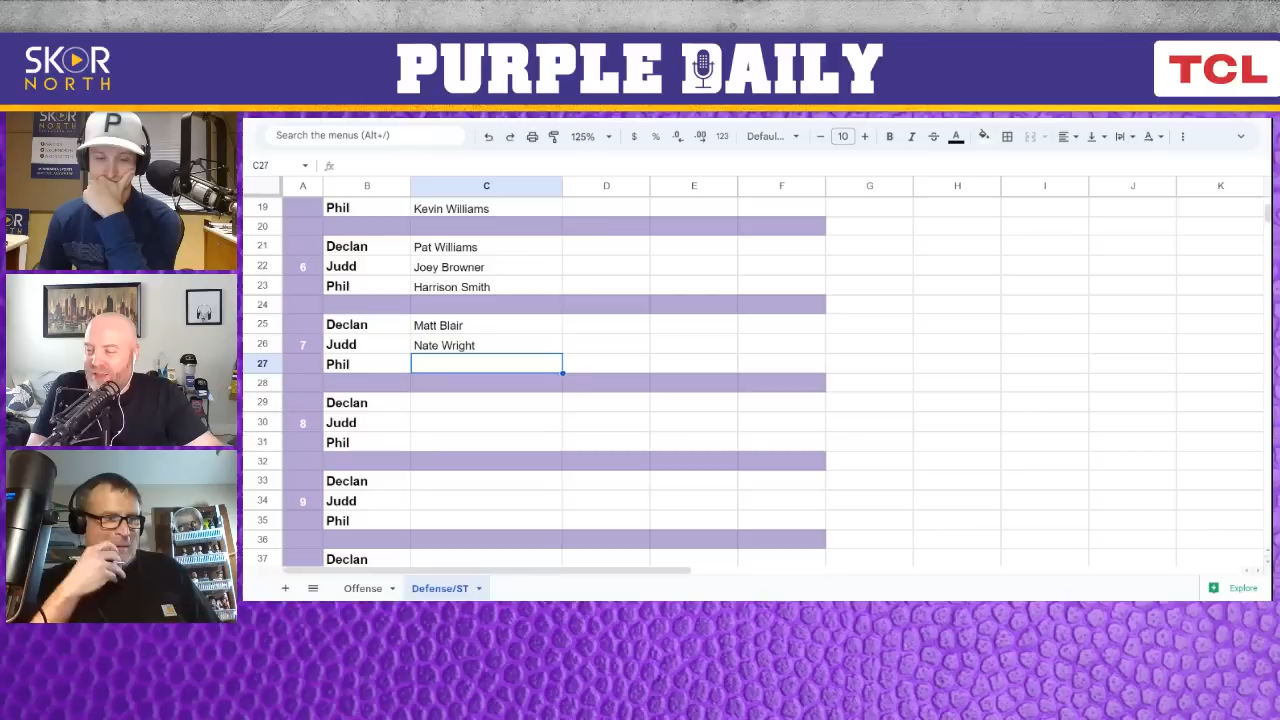 SKOR
NORTH
PURPLE DAILY
TCL
SKOR
NORTH
P
Search the menus (Alt+/)
125%
$ % .0 .00 123
Defaul...
10
B I S A
C27
fx
A B C D E F G H I J K
19 Phil Kevin Williams
20
21 Declan Pat Williams
22 6 Judd Joey Browner
23 Phil Harrison Smith
24
25 Declan Matt Blair
26 7 Judd Nate Wright
27 Phil
28
29 Declan
30 8 Judd
31 Phil
32
33 Declan
34 9 Judd
35 Phil
36
37 Declan
Offense
Defense/ST
Explore